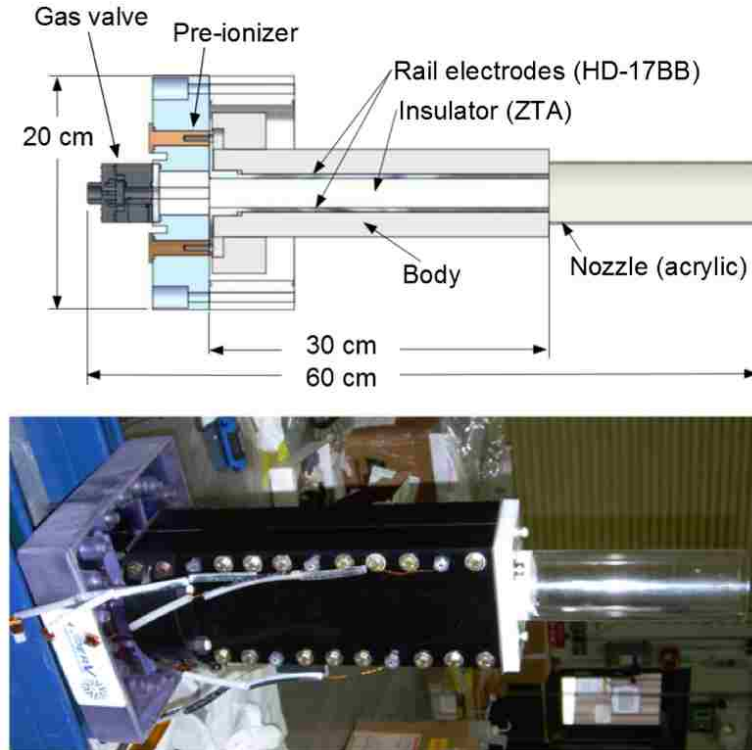 Gas valve
Pre-ionizer
Rail electrodes (HD-17BB)
Insulator (ZTA)
20 cm
Body
Nozzle (acrylic)
30 cm
60 cm